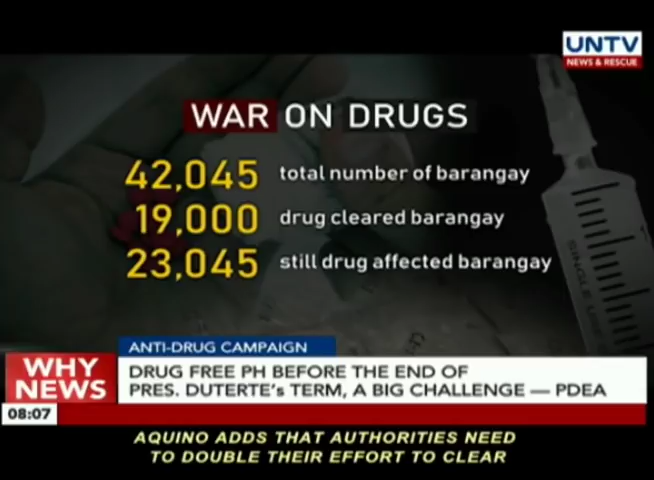 UNTV
NEWS & RESCUE
WAR ON DRUGS
42,045 total number of barangay
19,000 drug cleared barangay
23,045 still drug affected barangay
SINGLE USE
ANTI-DRUG CAMPAIGN
WHY NEWS
DRUG FREE PH BEFORE THE END OF
PRES. DUTERTE's TERM, A BIG CHALLENGE — PDEA
08:07
AQUINO ADDS THAT AUTHORITIES NEED
TO DOUBLE THEIR EFFORT TO CLEAR